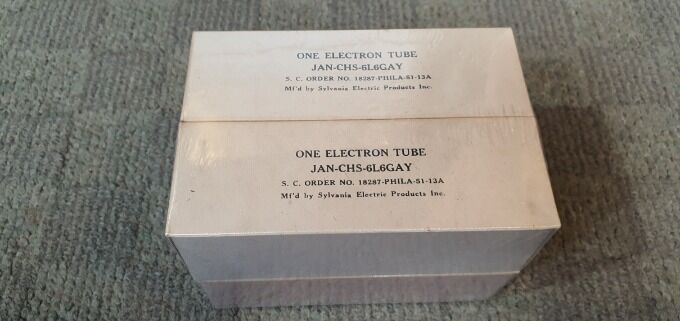 ONE ELECTRON TUBE
JAN-CHS-6L6GAY
S. C. ORDER NO. 18287-PHILA-51-13A
Mf'd by Sylvania Electric Products Inc.
ONE ELECTRON TUBE
JAN-CHS-6L6GAY
S. C. ORDER NO. 18287-PHILA-51-13A
Mf'd by Sylvania Electric Products Inc.